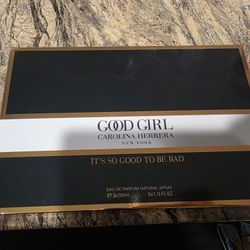 GOOD GIRL
CAROLINA HERRERA
NEW YORK
IT'S SO GOOD TO BE BAD
EAU DE PARFUM NATURAL SPRAY
℮ 3x30ml 3x1.0 FL.OZ